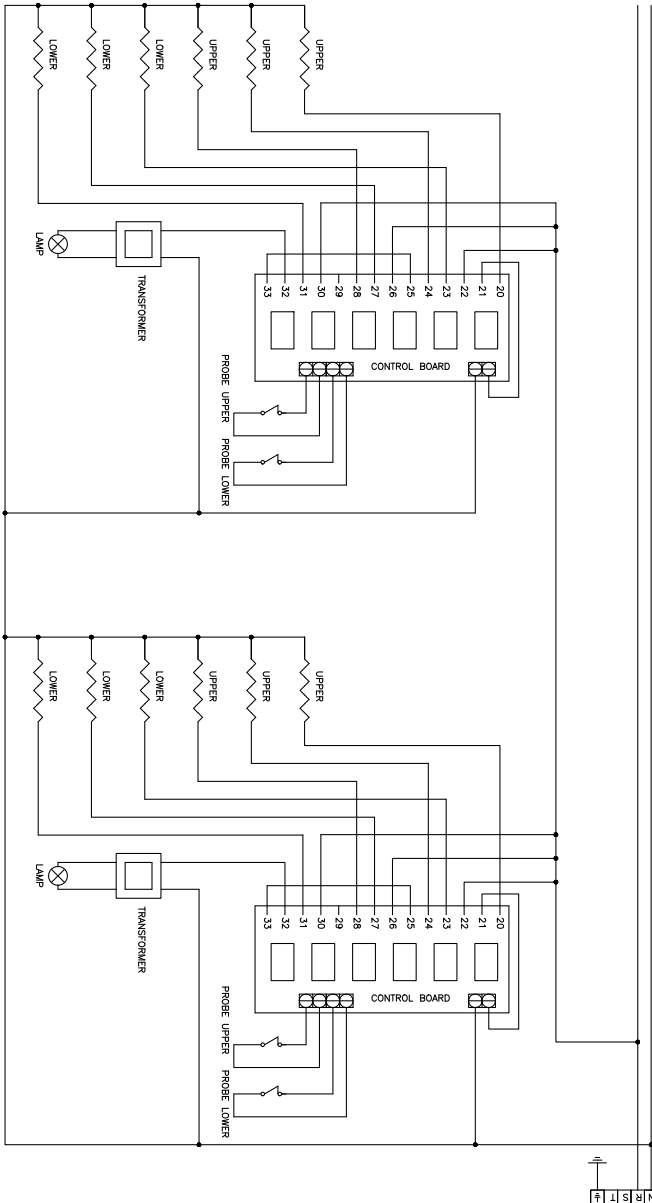 LOWER
LOWER
LOWER
UPPER
UPPER
UPPER
LAMP
TRANSFORMER
33
32
31
30
29
28
27
26
25
24
23
22
21
20
CONTROL BOARD
PROBE UPPER
PROBE LOWER
LOWER
LOWER
LOWER
UPPER
UPPER
UPPER
LAMP
TRANSFORMER
33
32
31
30
29
28
27
26
25
24
23
22
21
20
CONTROL BOARD
PROBE UPPER
PROBE LOWER
T
S
R